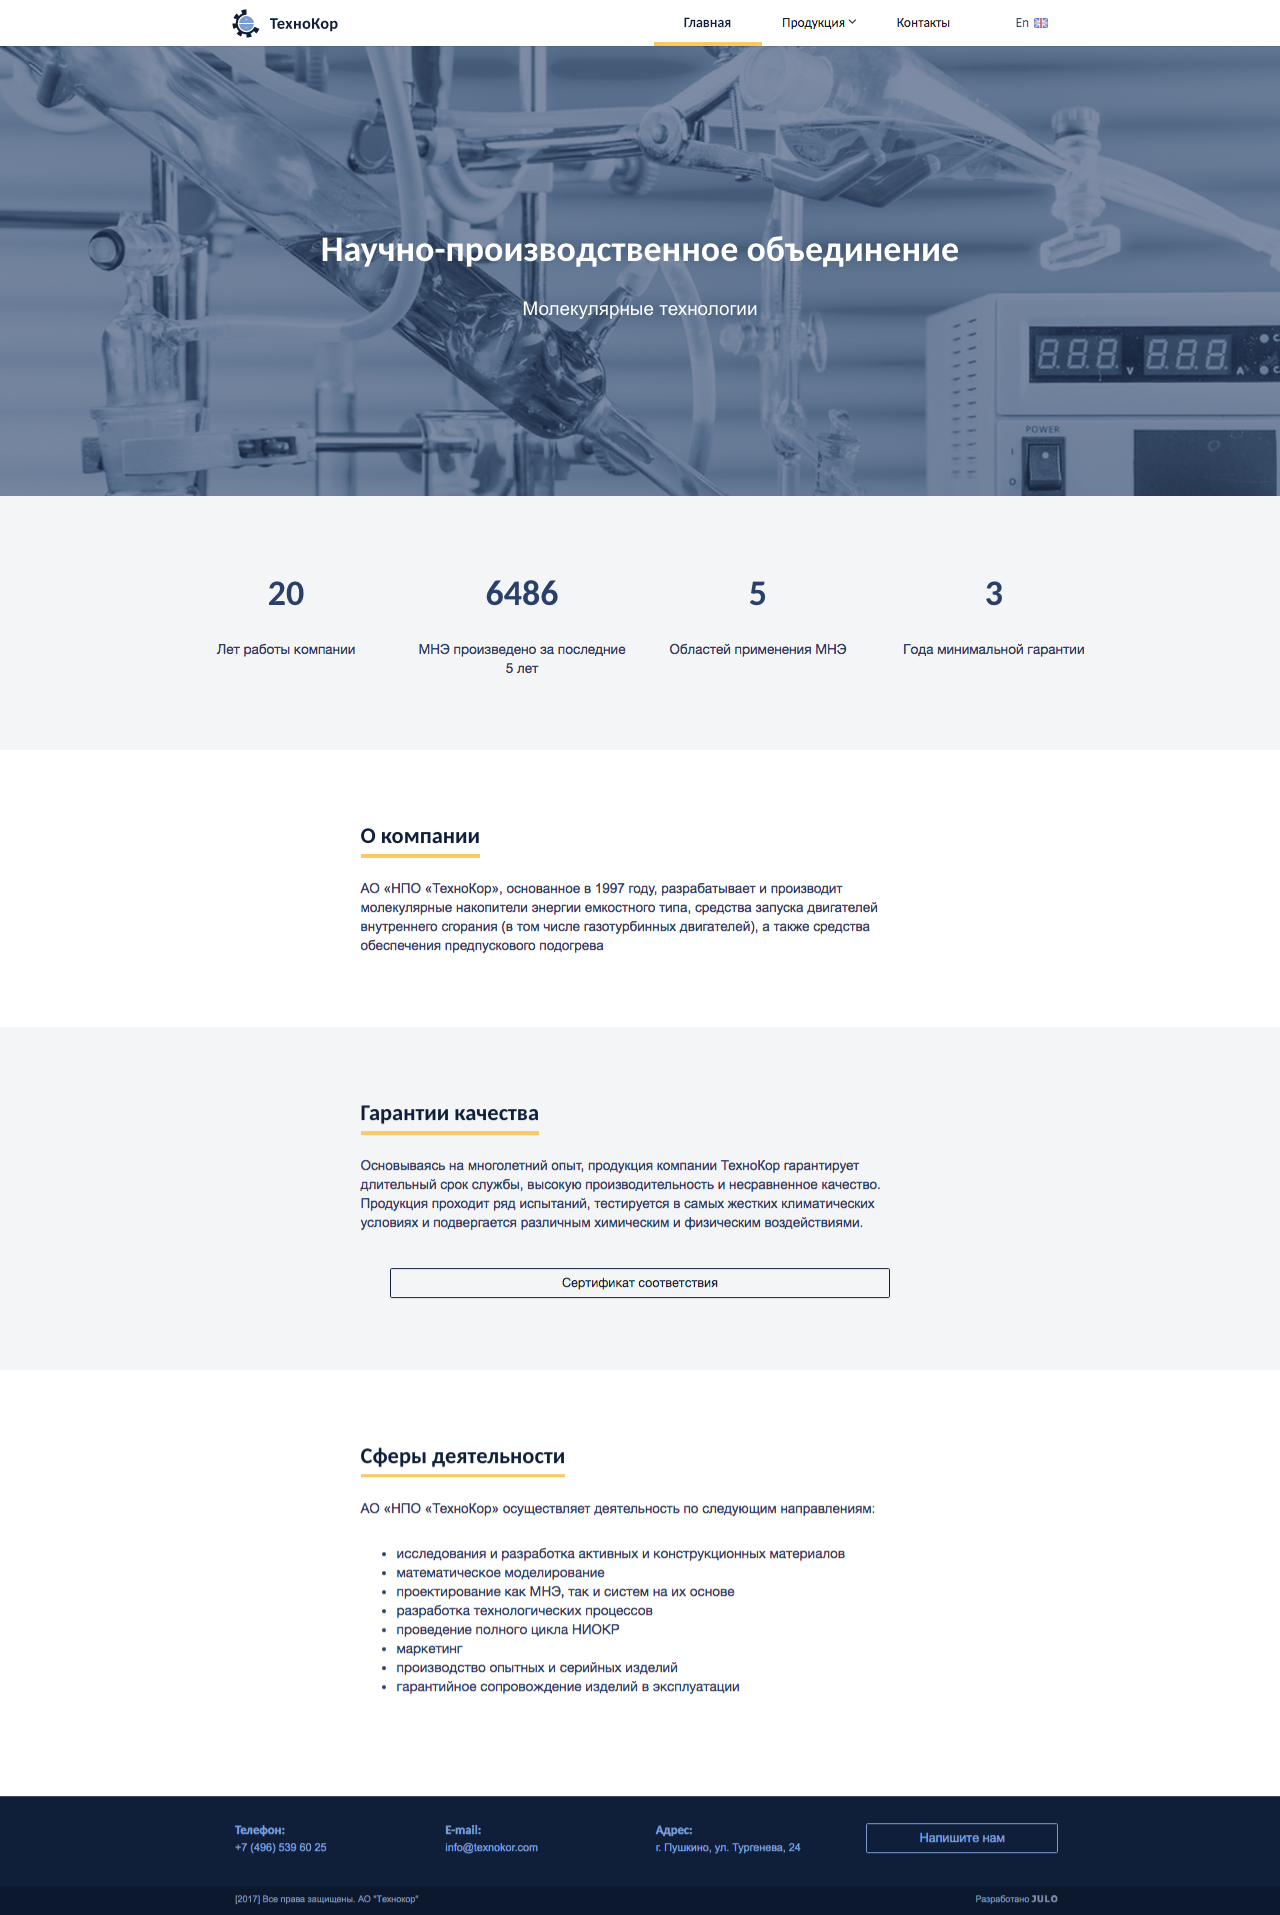 ТехноКор
Главная
Продукция
Контакты
En
Научно-производственное объединение
Молекулярные технологии
888 V 888 A
POWER
I
O
20
Лет работы компании
6486
МНЭ произведено за последние
5 лет
5
Областей применения МНЭ
3
Года минимальной гарантии
О компании
АО «НПО «ТехноКор», основанное в 1997 году, разрабатывает и производит
молекулярные накопители энергии емкостного типа, средства запуска двигателей
внутреннего сгорания (в том числе газотурбинных двигателей), а также средства
обеспечения предпускового подогрева
Гарантии качества
Основываясь на многолетний опыт, продукция компании ТехноКор гарантирует
длительный срок службы, высокую производительность и несравненное качество.
Продукция проходит ряд испытаний, тестируется в самых жестких климатических
условиях и подвергается различным химическим и физическим воздействиями.
Сертификат соответствия
Сферы деятельности
АО «НПО «ТехноКор» осуществляет деятельность по следующим направлениям:
• исследования и разработка активных и конструкционных материалов
• математическое моделирование
• проектирование как МНЭ, так и систем на их основе
• разработка технологических процессов
• проведение полного цикла НИОКР
• маркетинг
• производство опытных и серийных изделий
• гарантийное сопровождение изделий в эксплуатации
Телефон:
+7 (496) 539 60 25
E-mail:
info@texnokor.com
Адрес:
г. Пушкино, ул. Тургенева, 24
Напишите нам
[2017] Все права защищены. АО "Технокор"
Разработано JULO